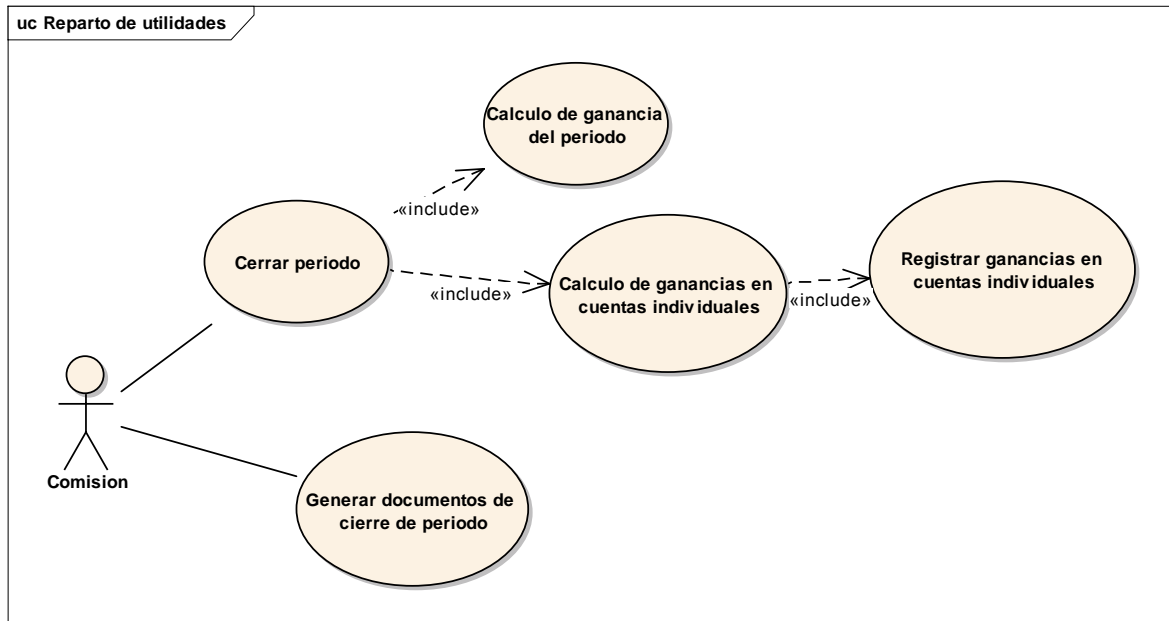 uc Reparto de utilidades
Calculo de ganancia
del periodo
«include»
Cerrar periodo
«include»
Calculo de ganancias en
cuentas individuales
«include»
Registrar ganancias en
cuentas individuales
Comision
Generar documentos de
cierre de periodo